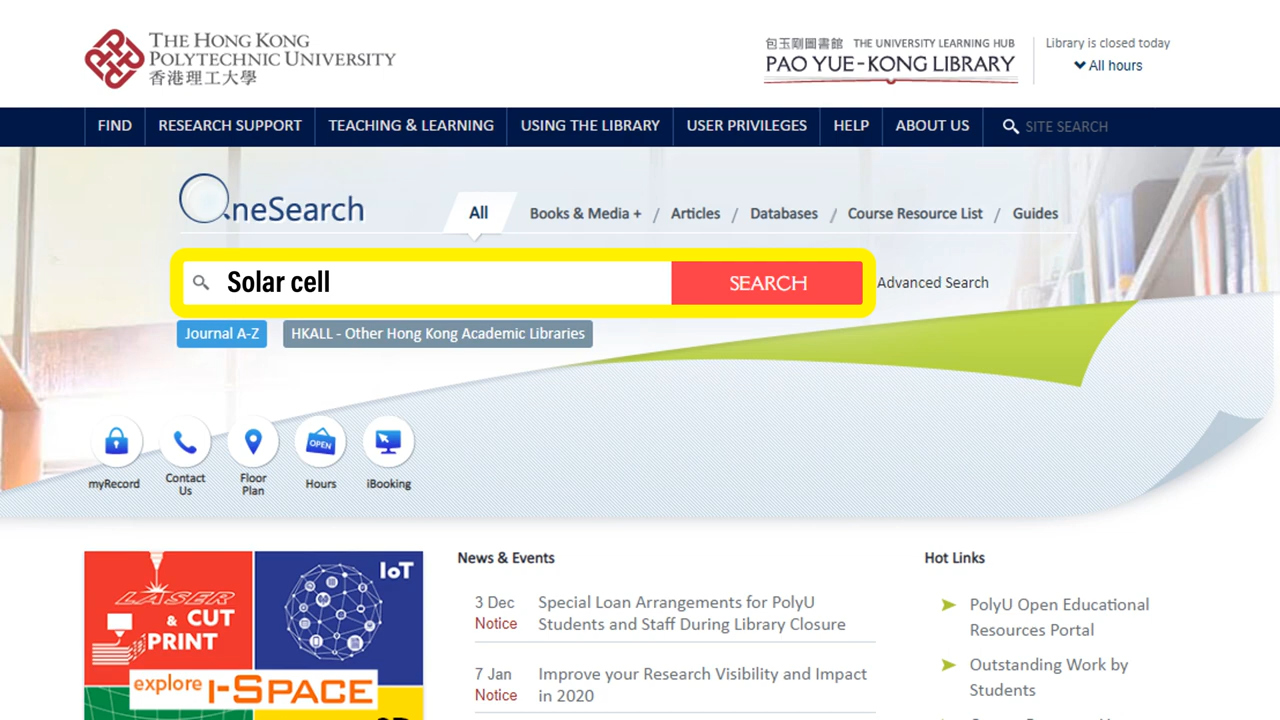 THE HONG KONG
POLYTECHNIC UNIVERSITY
香港理工大學
包玉剛圖書館 THE UNIVERSITY LEARNING HUB
PAO YUE-KONG LIBRARY
Library is closed today
All hours
FIND RESEARCH SUPPORT TEACHING & LEARNING USING THE LIBRARY USER PRIVILEGES HELP ABOUT US SITE SEARCH
OneSearch
All Books & Media + / Articles / Databases / Course Resource List / Guides
Solar cell SEARCH Advanced Search
Journal A-Z HKALL - Other Hong Kong Academic Libraries
OPEN
myRecord
Contact
Us
Floor
Plan
Hours
iBooking
LASER
& CUT
PRINT
IoT
explore i-SPACE
News & Events
3 Dec
Notice
Special Loan Arrangements for PolyU
Students and Staff During Library Closure
7 Jan
Notice
Improve your Research Visibility and Impact
in 2020
Hot Links
PolyU Open Educational
Resources Portal
Outstanding Work by
Students